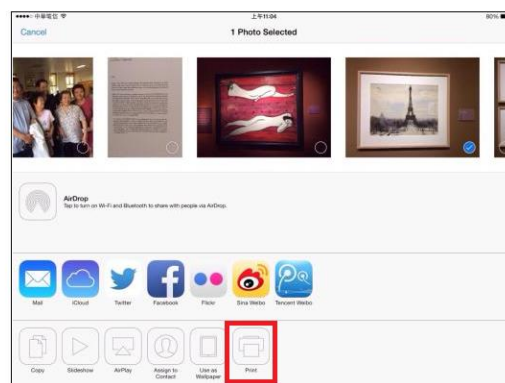 中華電信
上午11:04
80%
Cancel
1 Photo Selected
AirDrop
Tap to turn on Wi-Fi and Bluetooth to share with people via AirDrop.
Mail
iCloud
Twitter
Facebook
Flickr
Sina Weibo
Tencent Weibo
Copy
Slideshow
AirPlay
Assign to
Contact
Use as
Wallpaper
Print